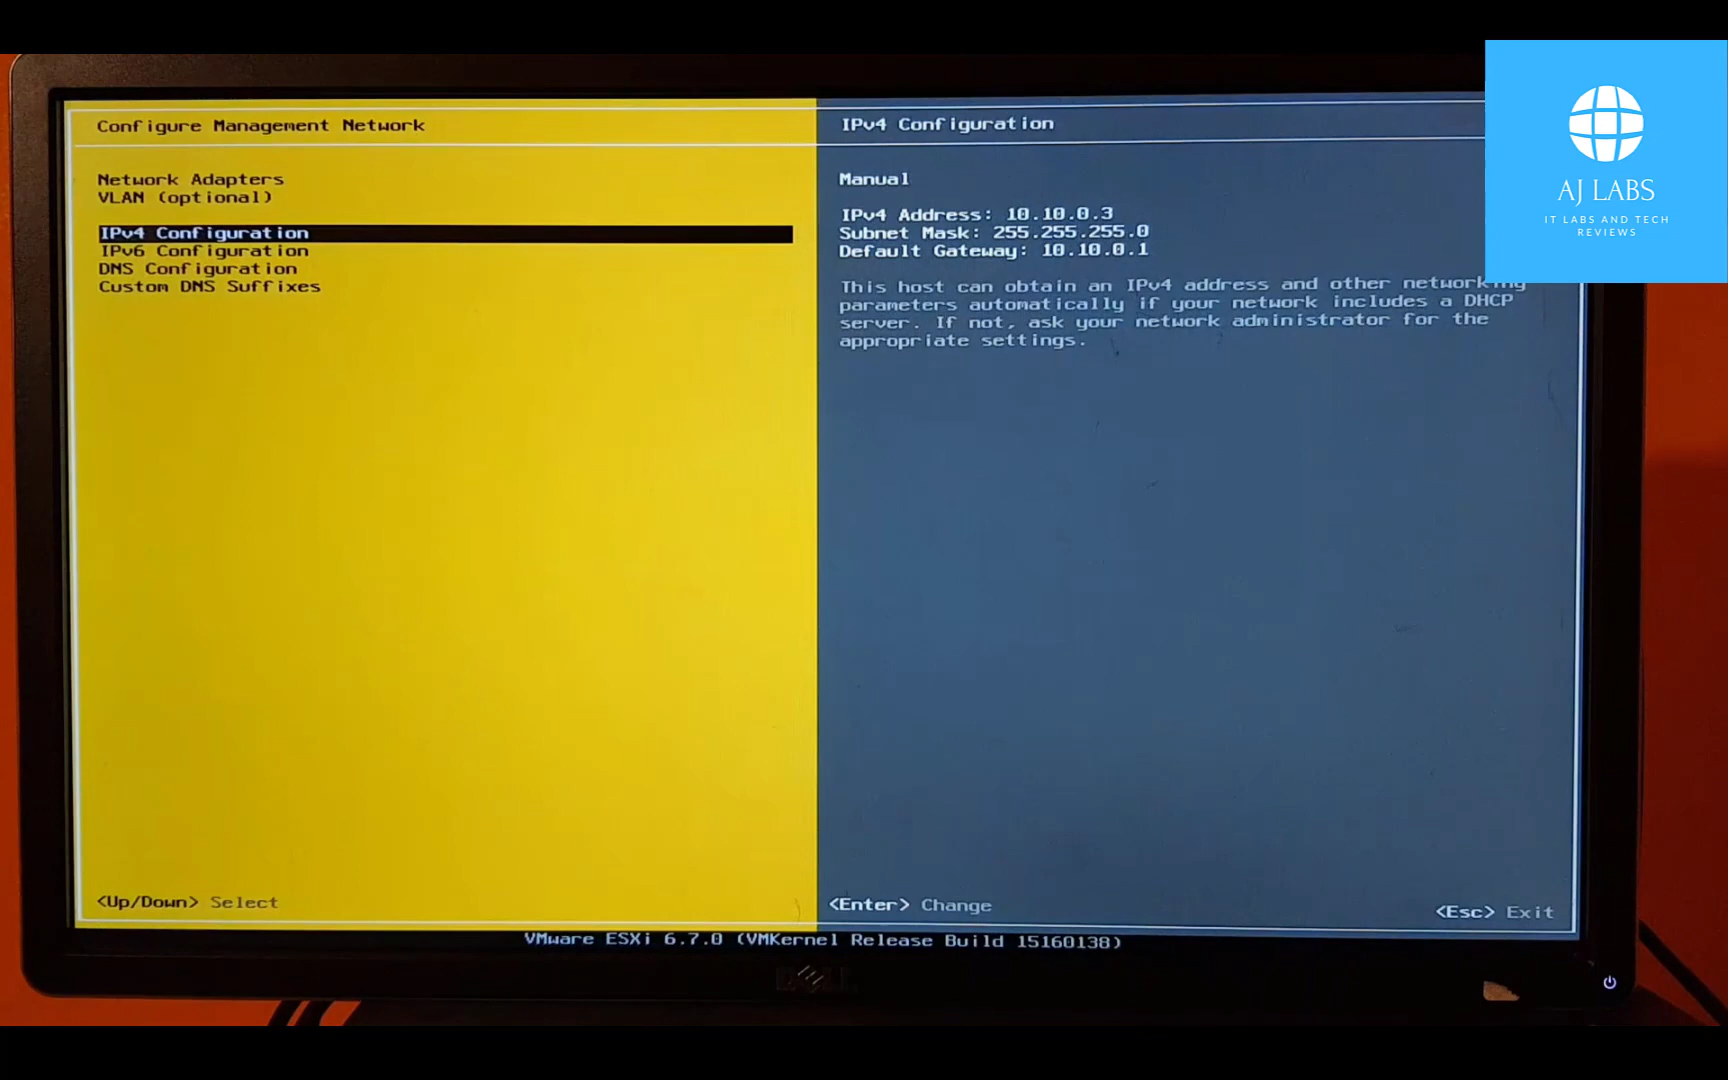 Configure Management Network
Network Adapters
VLAN (optional)
IPv4 Configuration
IPv6 Configuration
DNS Configuration
Custom DNS Suffixes
<Up/Down> Select
IPv4 Configuration
Manual
IPv4 Address: 10.10.0.3
Subnet Mask: 255.255.255.0
Default Gateway: 10.10.0.1
This host can obtain an IPv4 address and other networking
parameters automatically if your network includes a DHCP
server. If not, ask your network administrator for the
appropriate settings.
<Enter> Change
<Esc> Exit
VMware ESXi 6.7.0 (VMKernel Release Build 15160138)
DELL
AJ LABS
IT LABS AND TECH
REVIEWS